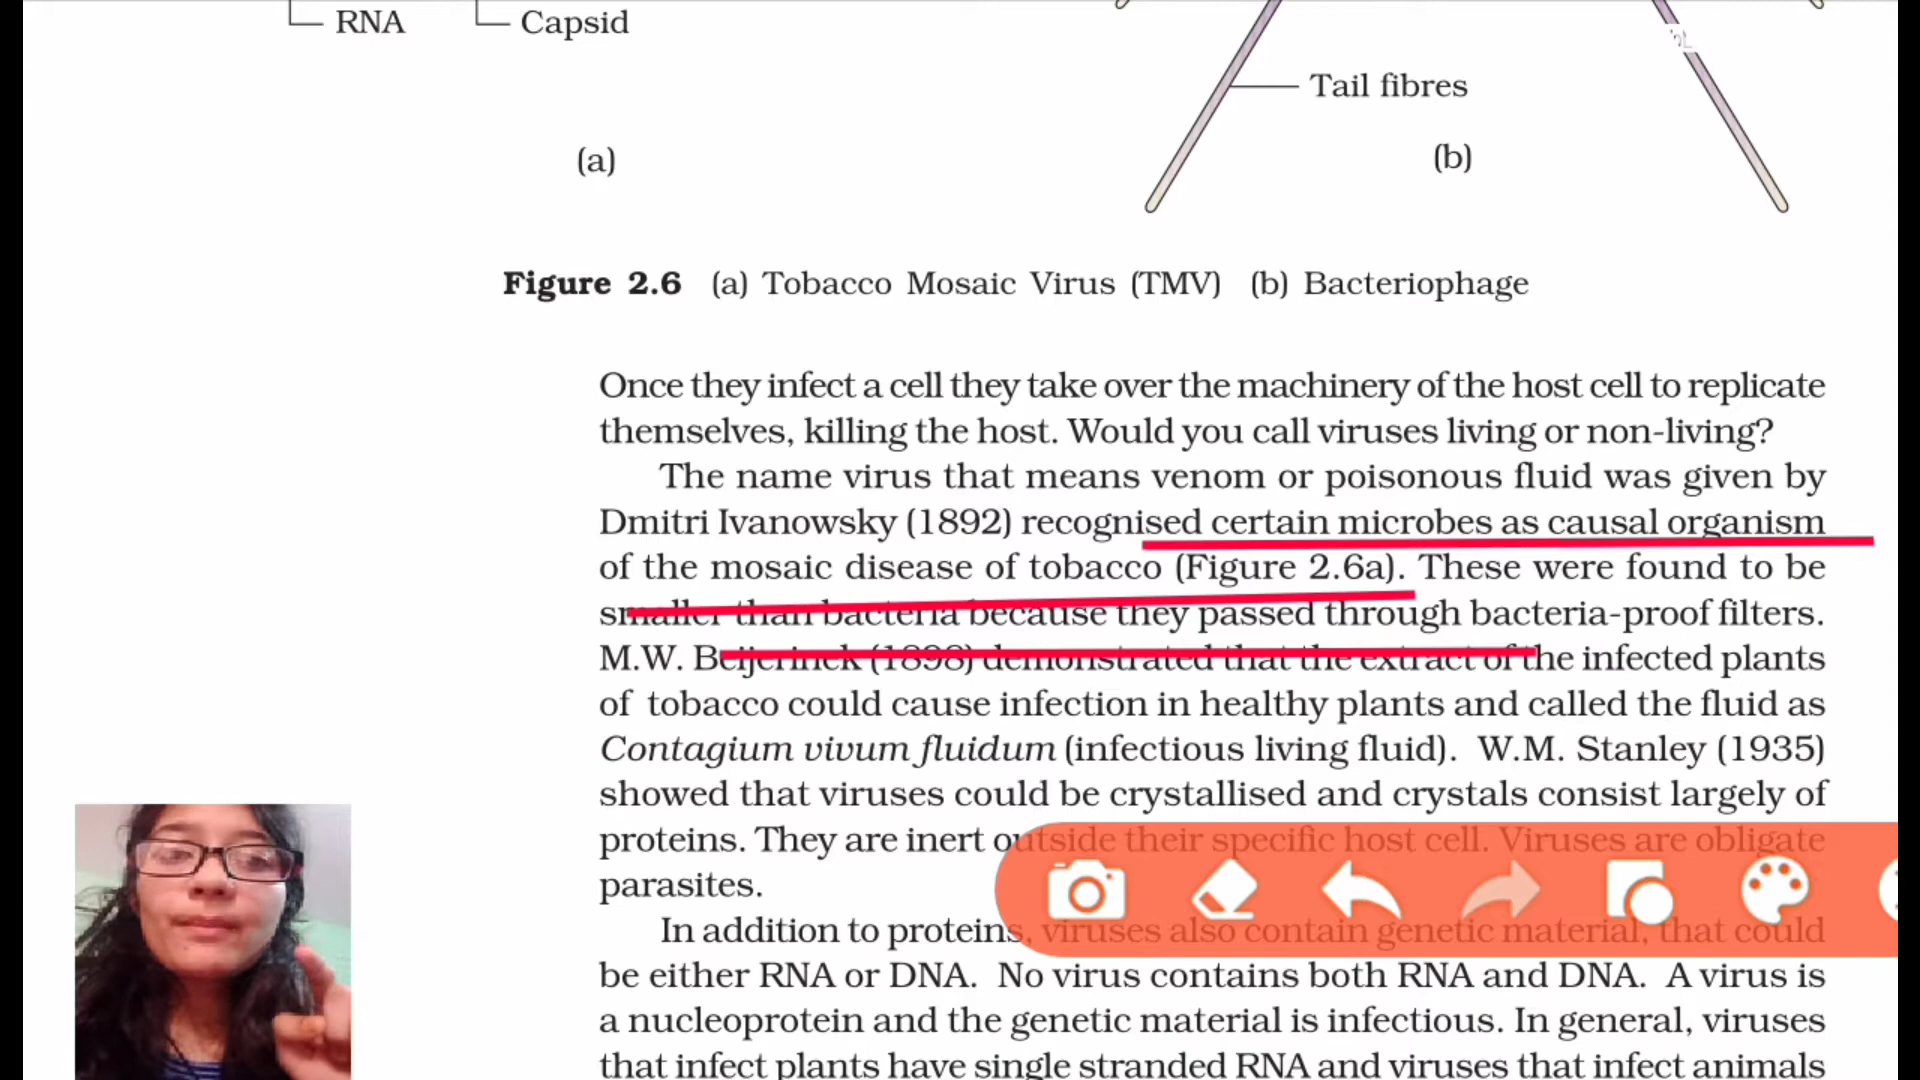 RNA
Capsid
Tail fibres
(a)
(b)
Figure 2.6 (a) Tobacco Mosaic Virus (TMV) (b) Bacteriophage
Once they infect a cell they take over the machinery of the host cell to replicate
themselves, killing the host. Would you call viruses living or non-living?
The name virus that means venom or poisonous fluid was given by
Dmitri Ivanowsky (1892) recognised certain microbes as causal organism
of the mosaic disease of tobacco (Figure 2.6a). These were found to be
smaller than bacteria because they passed through bacteria-proof filters.
M.W. Beijerinek (1898) demonstrated that the extract of the infected plants
of tobacco could cause infection in healthy plants and called the fluid as
Contagium vivum fluidum (infectious living fluid). W.M. Stanley (1935)
showed that viruses could be crystallised and crystals consist largely of
proteins. They are inert outside their specific host cell. Viruses are obligate
parasites.
In addition to proteins, viruses also contain genetic material, that could
be either RNA or DNA. No virus contains both RNA and DNA. A virus is
a nucleoprotein and the genetic material is infectious. In general, viruses
that infect plants have single stranded RNA and viruses that infect animals